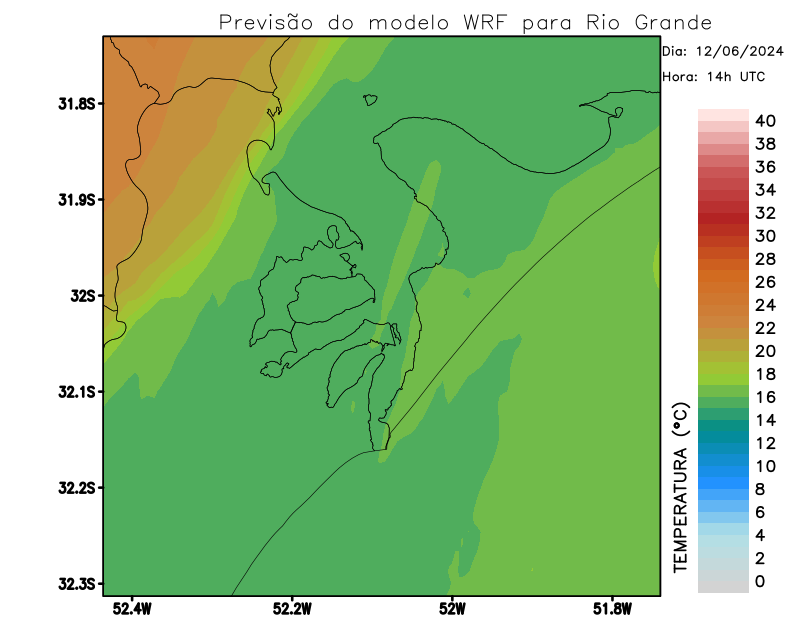 Previsão do modelo WRF para Rio Grande
Dia: 12/06/2024
Hora: 14h UTC
31.8S
31.9S
32S
32.1S
32.2S
32.3S
52.4W
52.2W
52W
51.8W
40
38
36
34
32
30
28
26
24
22
20
18
16
14
12
10
8
6
4
2
0
TEMPERATURA (°C)